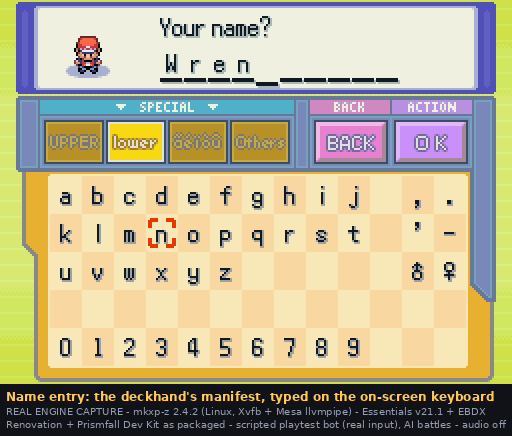 Your name?
Wren
SPECIAL BACK ACTION
UPPER lower Others BACK OK
a b c d e f g h i j , .
k l m n o p q r s t ' -
u v w x y z ♂ ♀
0 1 2 3 4 5 6 7 8 9
Name entry: the deckhand's manifest, typed on the on-screen keyboard
REAL ENGINE CAPTURE - mkxp-z 2.4.2 (Linux, Xvfb + Mesa llvmpipe) - Essentials v21.1 + EBDX
Renovation + Prismfall Dev Kit as packaged - scripted playtest bot (real input), AI battles - audio off